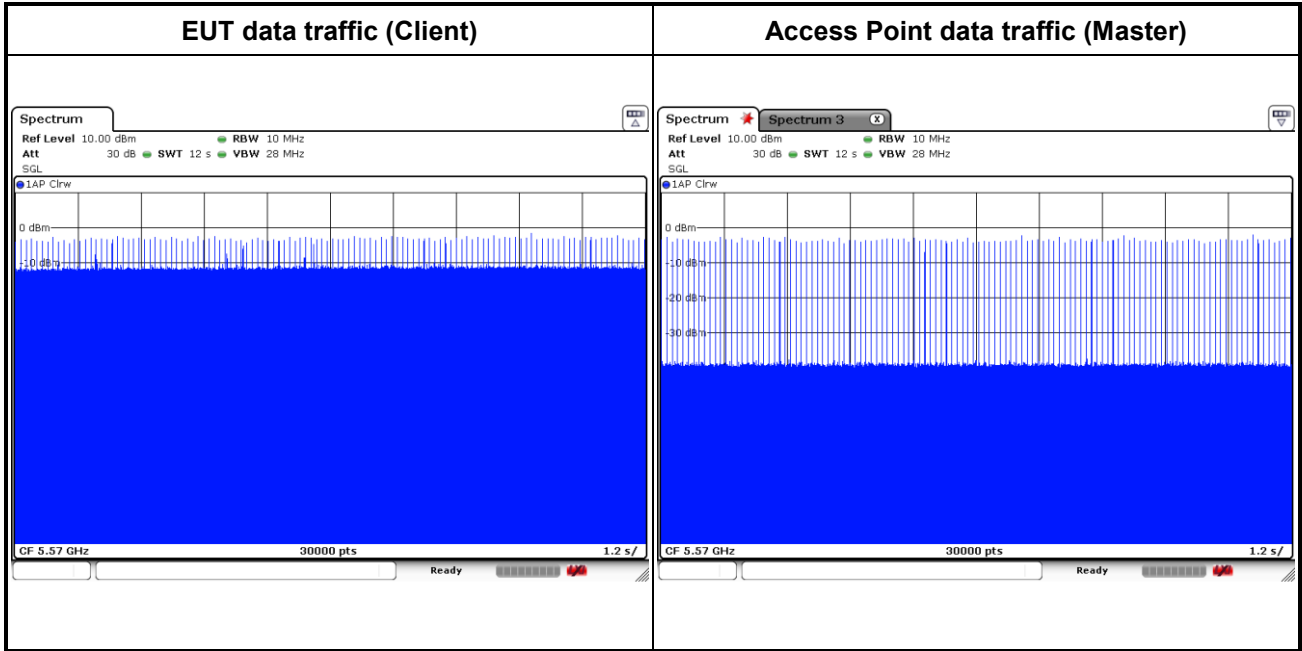 EUT data traffic (Client)
Access Point data traffic (Master)
Spectrum
Ref Level 10.00 dBm RBW 10 MHz
Att 30 dB SWT 12 s VBW 28 MHz
SGL
1AP Clrw
0 dBm
-10 dBm
CF 5.57 GHz 30000 pts 1.2 s/
Ready
Spectrum Spectrum 3 X
Ref Level 10.00 dBm RBW 10 MHz
Att 30 dB SWT 12 s VBW 28 MHz
SGL
1AP Clrw
0 dBm
-10 dBm
-20 dBm
-30 dBm
CF 5.57 GHz 30000 pts 1.2 s/
Ready